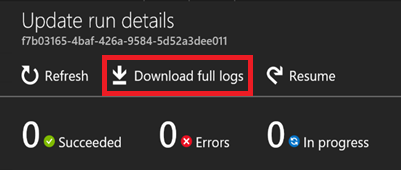 Update run details
f7b03165-4baf-426a-9584-5d52a3dee011
Refresh Download full logs Resume
0 Succeeded 0 Errors 0 In progress